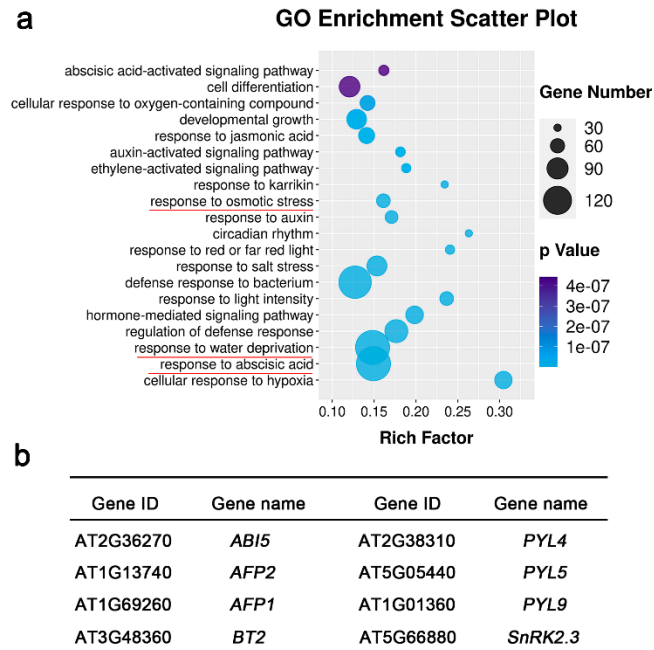 a
GO Enrichment Scatter Plot
abscisic acid-activated signaling pathway
cell differentiation
cellular response to oxygen-containing compound
developmental growth
response to jasmonic acid
auxin-activated signaling pathway
ethylene-activated signaling pathway
response to karrikin
response to osmotic stress
response to auxin
circadian rhythm
response to red or far red light
response to salt stress
defense response to bacterium
response to light intensity
hormone-mediated signaling pathway
regulation of defense response
response to water deprivation
response to abscisic acid
cellular response to hypoxia
0.10 0.15 0.20 0.25 0.30
Rich Factor
Gene Number
30
60
90
120
p Value
4e-07
3e-07
2e-07
1e-07
b
Gene ID Gene name Gene ID Gene name
AT2G36270 ABI5 AT2G38310 PYL4
AT1G13740 AFP2 AT5G05440 PYL5
AT1G69260 AFP1 AT1G01360 PYL9
AT3G48360 BT2 AT5G66880 SnRK2.3